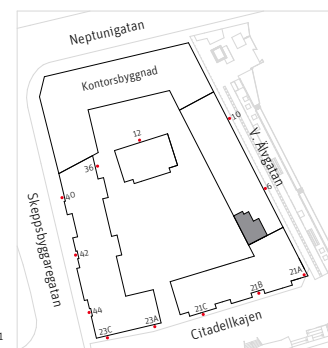 Neptunigatan
Kontorsbyggnad
12
10
V. Älvgatan
36
6
40
Skeppsbyggaregatan
42
21A
21B
21C
44
23A
23C
Citadellkajen
1